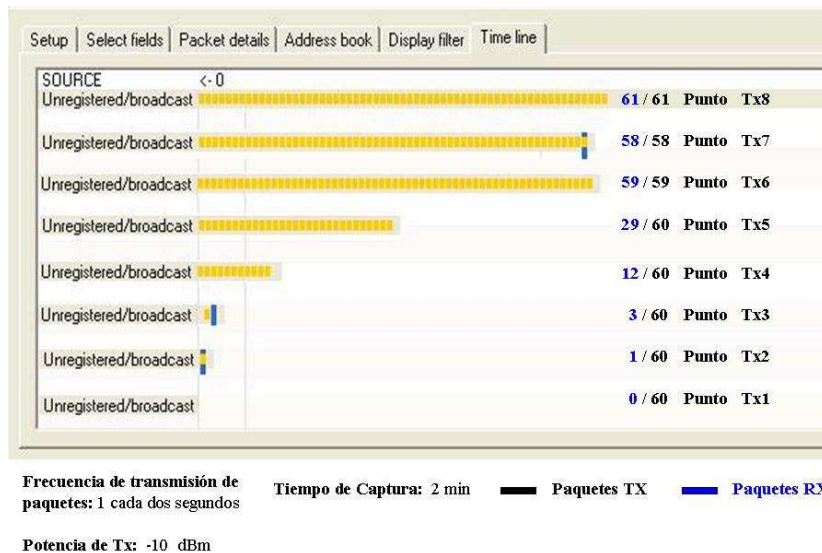 Setup Select fields Packet details Address book Display filter Time line
SOURCE <- 0
Unregistered/broadcast 61 / 61 Punto Tx8
Unregistered/broadcast 58 / 58 Punto Tx7
Unregistered/broadcast 59 / 59 Punto Tx6
Unregistered/broadcast 29 / 60 Punto Tx5
Unregistered/broadcast 12 / 60 Punto Tx4
Unregistered/broadcast 3 / 60 Punto Tx3
Unregistered/broadcast 1 / 60 Punto Tx2
Unregistered/broadcast 0 / 60 Punto Tx1
Frecuencia de transmisión de
paquetes: 1 cada dos segundos
Tiempo de Captura: 2 min Paquetes TX Paquetes RX
Potencia de Tx: -10 dBm